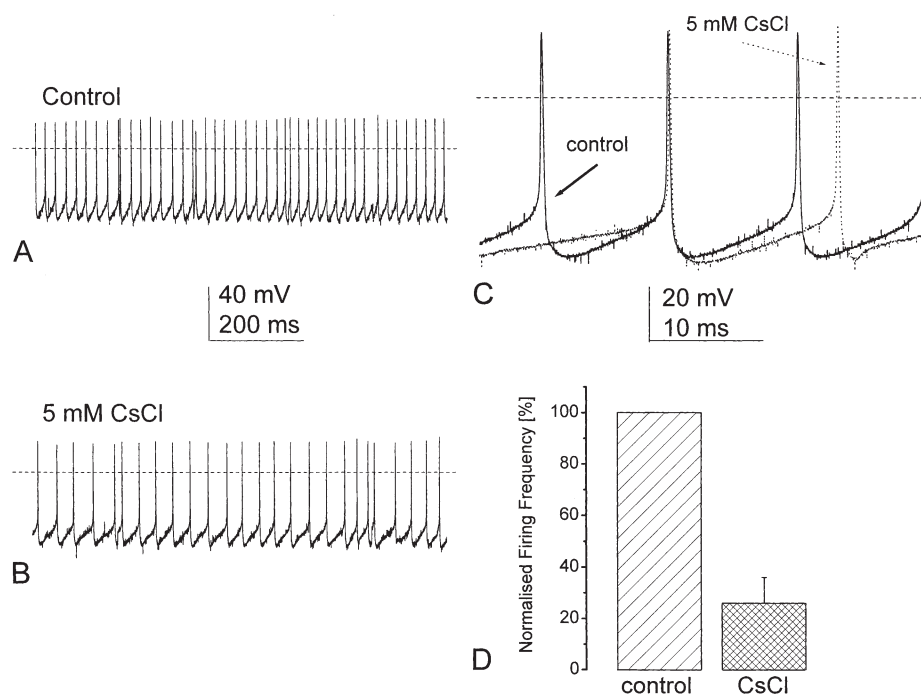 Control
A
40 mV
200 ms
5 mM CsCl
B
5 mM CsCl
control
C
20 mV
10 ms
Normalised Firing Frequency [%]
100
80
60
40
20
0
control
CsCl
D